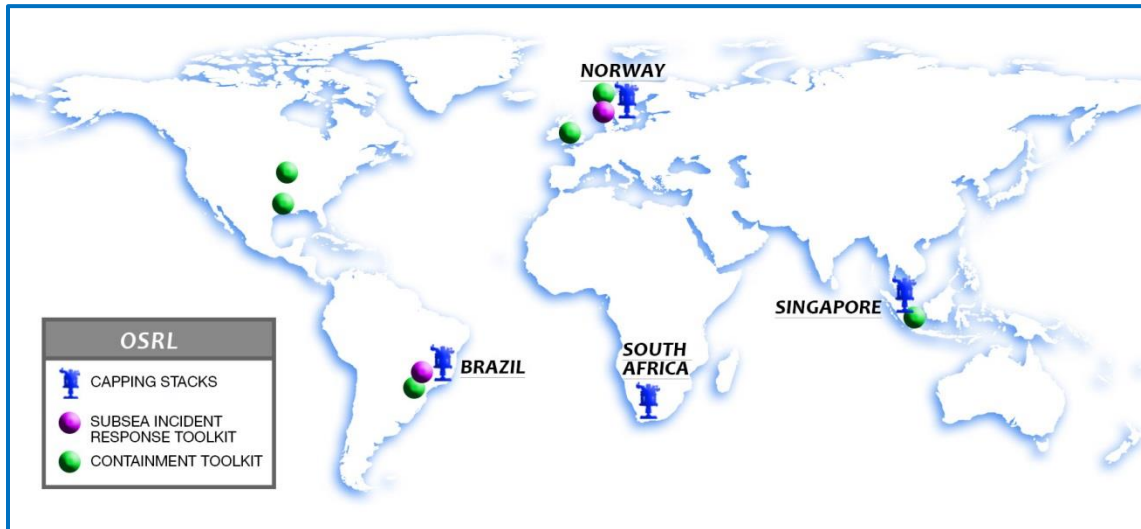 NORWAY
SINGAPORE
SOUTH
AFRICA
BRAZIL
OSRL
CAPPING STACKS
SUBSEA INCIDENT
RESPONSE TOOLKIT
CONTAINMENT TOOLKIT